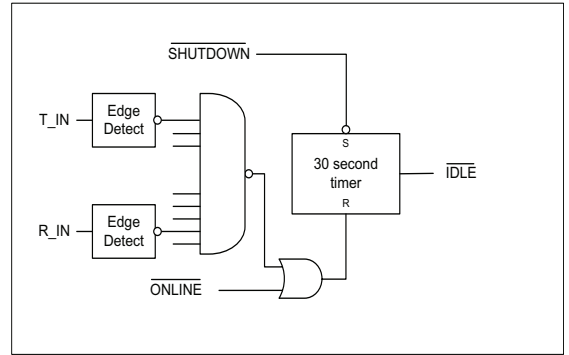 SHUTDOWN
T_IN
Edge
Detect
S
30 second
timer
IDLE
R
R_IN
Edge
Detect
ONLINE